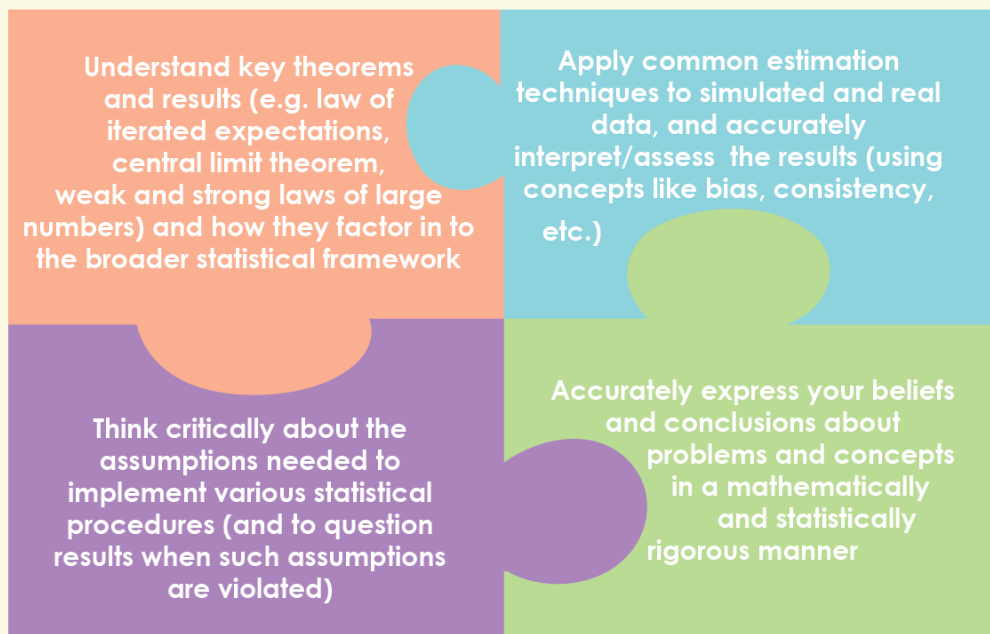 Understand key theorems
and results (e.g. law of
iterated expectations,
central limit theorem,
weak and strong laws of large
numbers) and how they factor in to
the broader statistical framework
Apply common estimation
techniques to simulated and real
data, and accurately
interpret/assess the results (using
concepts like bias, consistency,
etc.)
Think critically about the
assumptions needed to
implement various statistical
procedures (and to question
results when such assumptions
are violated)
Accurately express your beliefs
and conclusions about
problems and concepts
in a mathematically
and statistically
rigorous manner